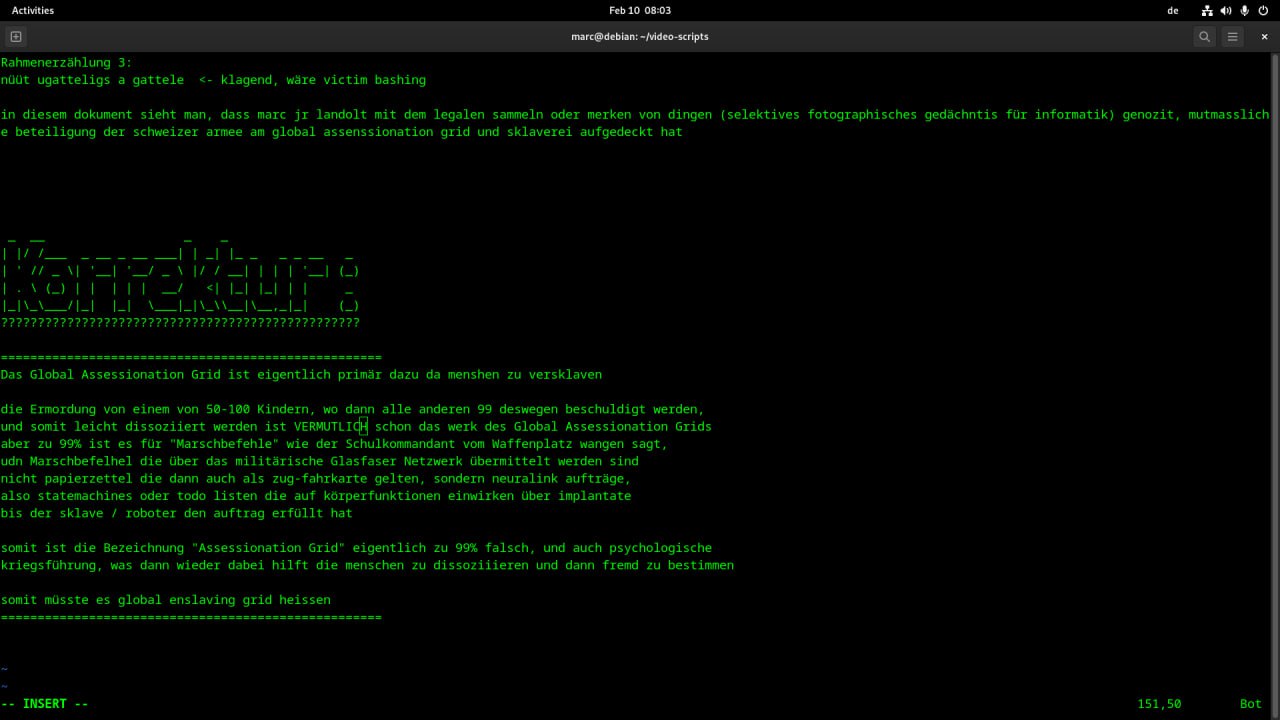 Activities
Feb 10 08:03
de
marc@debian: ~/video-scripts
Rahmenerzählung 3:
nüüt ugatteligs a gattele  <- klagend, wäre victim bashing
in diesem dokument sieht man, dass marc jr landolt mit dem legalen sammeln oder merken von dingen (selektives fotographisches gedächntis für informatik) genozit, mutmasslich
e beteiligung der schweizer armee am global assenssionation grid und sklaverei aufgedeckt hat
Korrektur:
?????????????????????????????????????????????????
====================================================
Das Global Assessionation Grid ist eigentlich primär dazu da menshen zu versklaven
die Ermordung von einem von 50-100 Kindern, wo dann alle anderen 99 deswegen beschuldigt werden,
und somit leicht dissoziiert werden ist VERMUTLICH schon das werk des Global Assessionation Grids
aber zu 99% ist es für "Marschbefehle" wie der Schulkommandant vom Waffenplatz wangen sagt,
udn Marschbefelhel die über das militärische Glasfaser Netzwerk übermittelt werden sind
nicht papierzettel die dann auch als zug-fahrkarte gelten, sondern neuralink aufträge,
also statemachines oder todo listen die auf körperfunktionen einwirken über implantate
bis der sklave / roboter den auftrag erfüllt hat
somit ist die Bezeichnung "Assessionation Grid" eigentlich zu 99% falsch, und auch psychologische
kriegsführung, was dann wieder dabei hilft die menschen zu dissoziiieren und dann fremd zu bestimmen
somit müsste es global enslaving grid heissen
====================================================
~
~
-- INSERT --
151,50
Bot